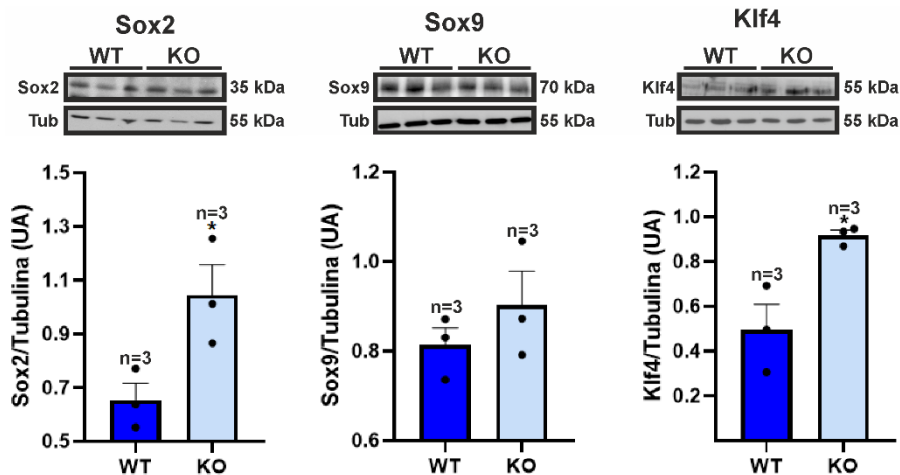 Sox2
WT KO
Sox2 35 kDa
Tub 55 kDa
Sox2/Tubulina (UA)
1.5
1.3
1.1
0.9
0.7
0.5
n=3
n=3
*
WT KO
Sox9
WT KO
Sox9 70 kDa
Tub 55 kDa
Sox9/Tubulina (UA)
1.2
1.0
0.8
0.6
n=3
n=3
WT KO
Klf4
WT KO
Klf4 55 kDa
Tub 55 kDa
Klf4/Tubulina (UA)
1.2
1.0
0.8
0.6
0.4
0.2
n=3
n=3
*
WT KO